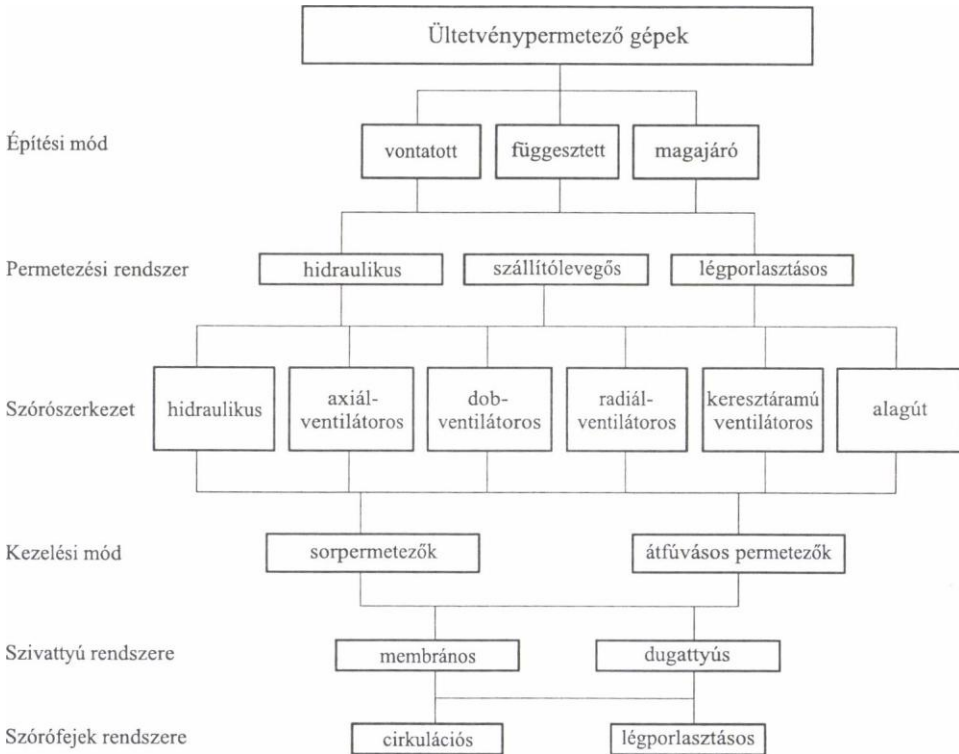 Ültetvénypermetező gépek
Építési mód
vontatott
függesztett
magajáró
Permetezési rendszer
hidraulikus
szállítólevegős
légporlasztásos
Szórószerkezet
hidraulikus
axiál-
ventilátoros
dob-
ventilátoros
radiál-
ventilátoros
keresztáramú
ventilátoros
alagút
Kezelési mód
sorpermetezők
átfúvásos permetezők
Szivattyú rendszere
membrános
dugattyús
Szórófejek rendszere
cirkulációs
légporlasztásos